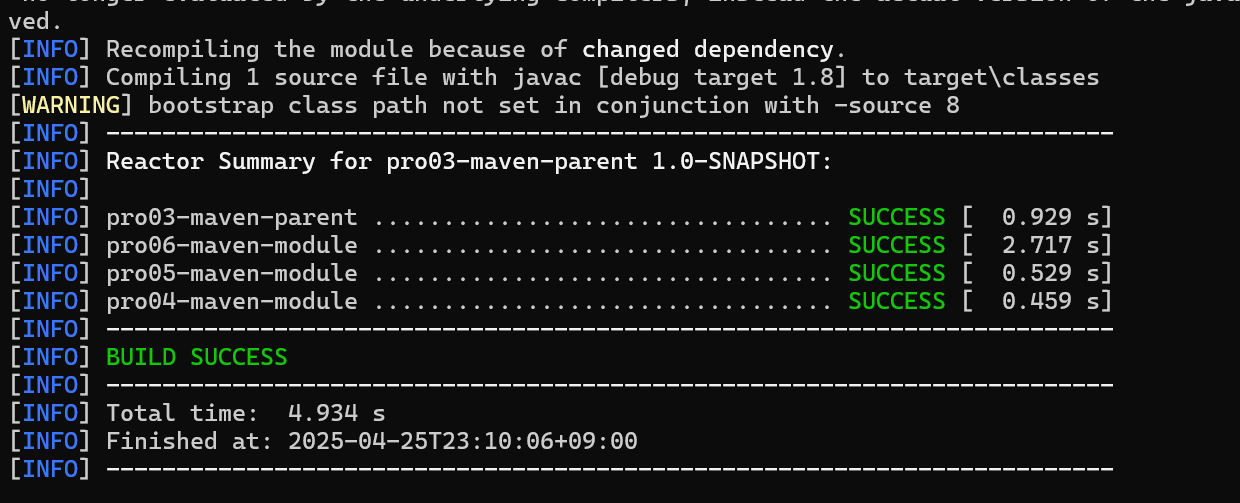 ved.
[INFO] Recompiling the module because of changed dependency.
[INFO] Compiling 1 source file with javac [debug target 1.8] to target\classes
[WARNING] bootstrap class path not set in conjunction with -source 8
[INFO] ------------------------------------------------------------------------
[INFO] Reactor Summary for pro03-maven-parent 1.0-SNAPSHOT:
[INFO]
[INFO] pro03-maven-parent ................................. SUCCESS [  0.929 s]
[INFO] pro06-maven-module ................................. SUCCESS [  2.717 s]
[INFO] pro05-maven-module ................................. SUCCESS [  0.529 s]
[INFO] pro04-maven-module ................................. SUCCESS [  0.459 s]
[INFO] ------------------------------------------------------------------------
[INFO] BUILD SUCCESS
[INFO] ------------------------------------------------------------------------
[INFO] Total time:  4.934 s
[INFO] Finished at: 2025-04-25T23:10:06+09:00
[INFO] ------------------------------------------------------------------------